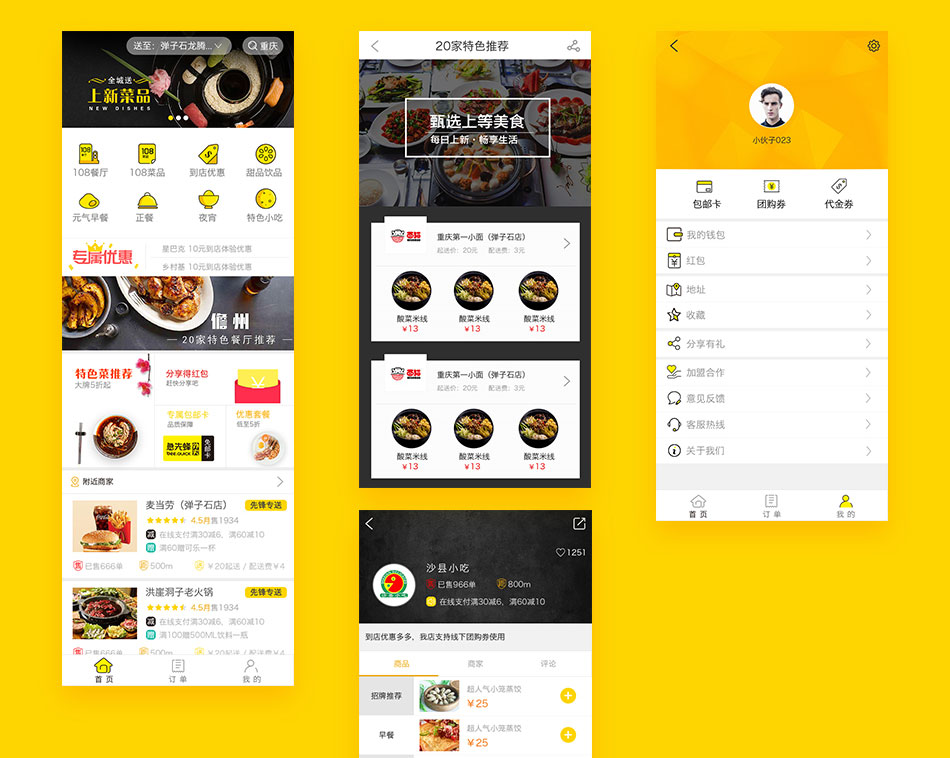 送至：弹子石龙腾...
重庆
全城送
上新菜品
NEW DISHES
108餐厅
108菜品
到店优惠
甜品饮品
元气早餐
正餐
夜宵
特色小吃
专属优惠
星巴克 10元到店体验优惠
乡村基 10元到店体验优惠
儋州
20家特色餐厅推荐
特色菜推荐
大牌5折起
分享得红包
赶快分享吧
专属包邮卡
品质保障
急先蜂
bee.QUICK
免邮卡
优惠套餐
低至5折
附近商家
麦当劳（弹子石店）
先锋专送
4.5月售1934
减 在线支付满30减6、满60减10
赠 满60赠可乐一杯
售 已售666单
距 500m
￥20起送 / 配送费￥4
洪崖洞子老火锅
先锋专送
4.5月售1934
减 在线支付满30减6、满60减10
赠 满100赠500ML饮料一瓶
已售666单
500m
￥20起送 / 配送费￥4
首 页
订 单
我 的
20家特色推荐
甄选上等美食
每日上新 · 畅享生活
重庆第一小面（弹子石店）
起送价：20元 配送费：3元
酸菜米线
酸菜米线
酸菜米线
￥13
￥13
￥13
重庆第一小面（弹子石店）
起送价：20元 配送费：3元
酸菜米线
酸菜米线
酸菜米线
￥13
￥13
￥13
1251
沙县小吃
售 已售966单
距 800m
在线支付满30减6、满60减10
到店优惠多多，我店支持线下团购券使用
商品
商家
评论
招牌推荐
超人气小笼蒸饺
￥25
早餐
超人气小笼蒸饺
￥25
小伙子023
包邮卡
团购券
代金券
我的钱包
红包
地址
收藏
分享有礼
加盟合作
意见反馈
客服热线
关于我们
首 页
订 单
我 的